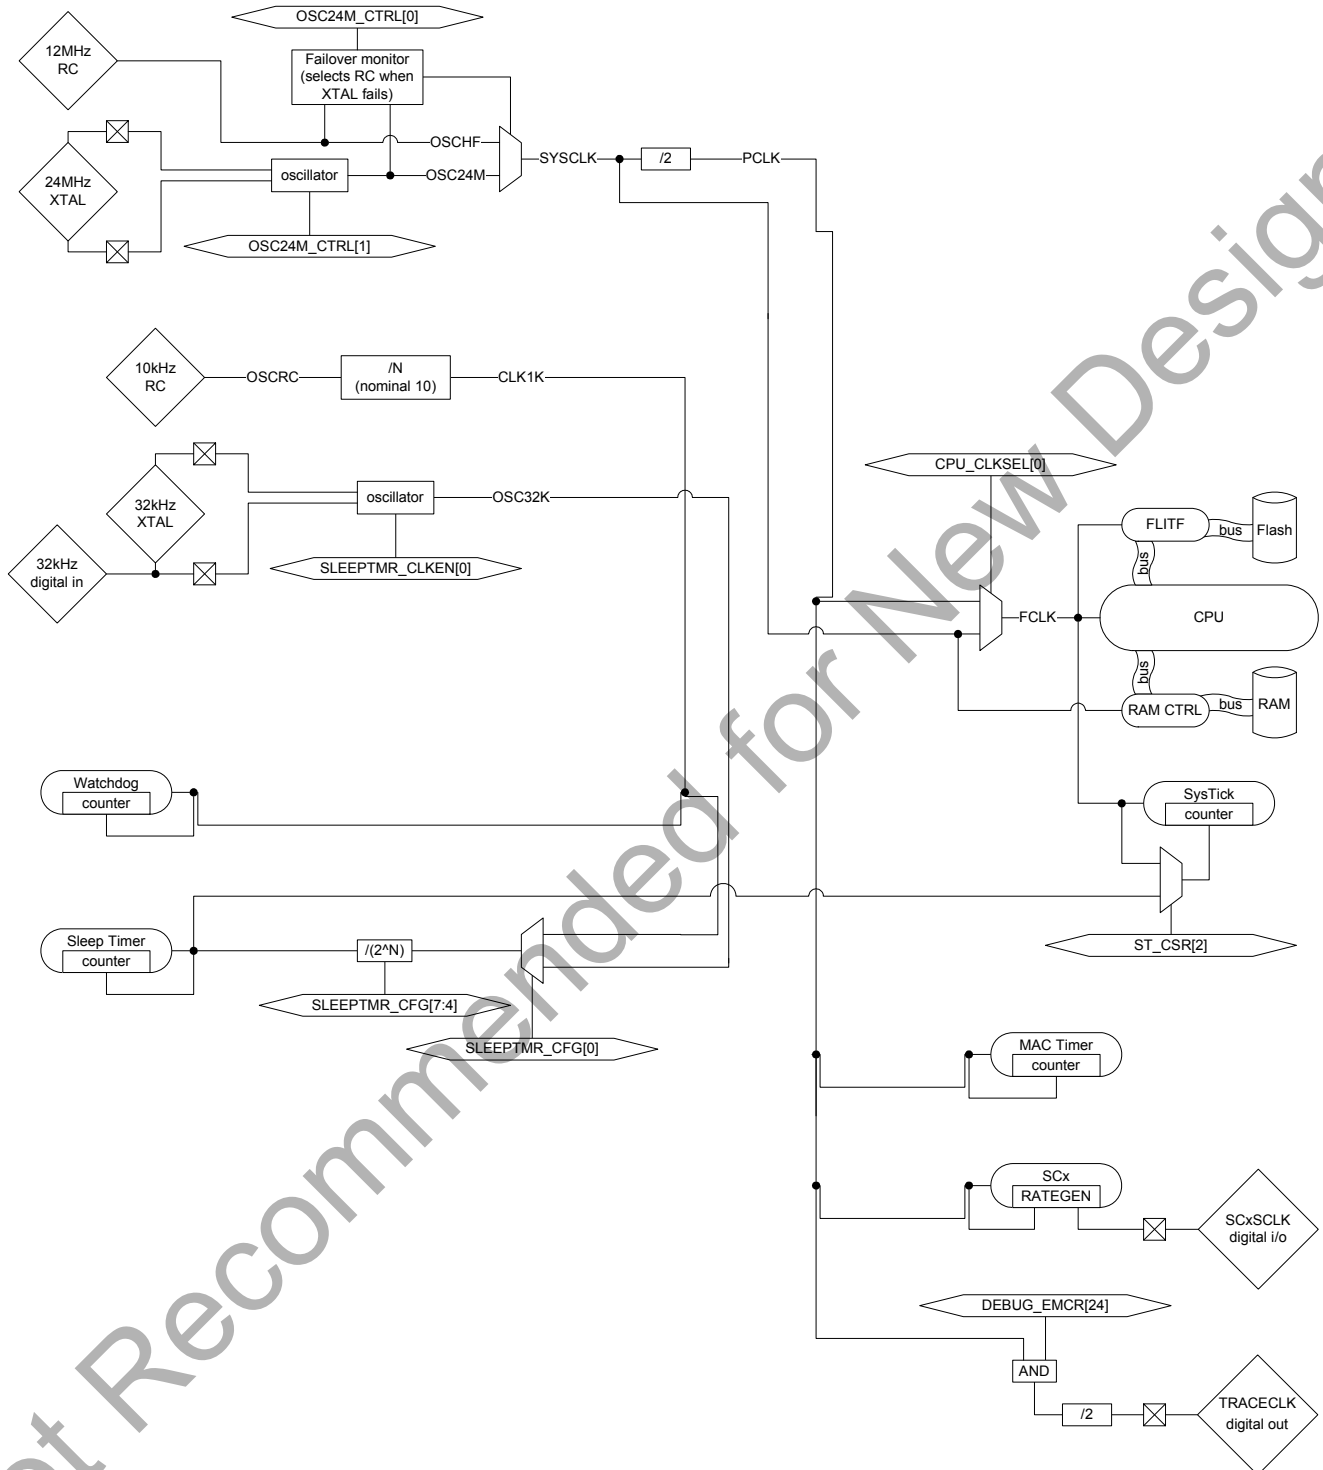 OSC24M_CTRL[0]
12MHz
RC
Failover monitor
(selects RC when
XTAL fails)
OSCHF
24MHz
XTAL
oscillator
OSC24M
SYSCLK
/2
PCLK
OSC24M_CTRL[1]
10kHz
RC
OSCRC
/N
(nominal 10)
CLK1K
32kHz
XTAL
oscillator
OSC32K
32kHz
digital in
SLEEPTMR_CLKEN[0]
CPU_CLKSEL[0]
FLITF
bus
Flash
bus
FCLK
CPU
bus
RAM CTRL
bus
RAM
Watchdog
counter
SysTick
counter
Sleep Timer
counter
/(2^N)
ST_CSR[2]
SLEEPTMR_CFG[7:4]
SLEEPTMR_CFG[0]
MAC Timer
counter
SCx
RATEGEN
SCxSCLK
digital i/o
DEBUG_EMCR[24]
AND
/2
TRACECLK
digital out
ot Recommended for New Design